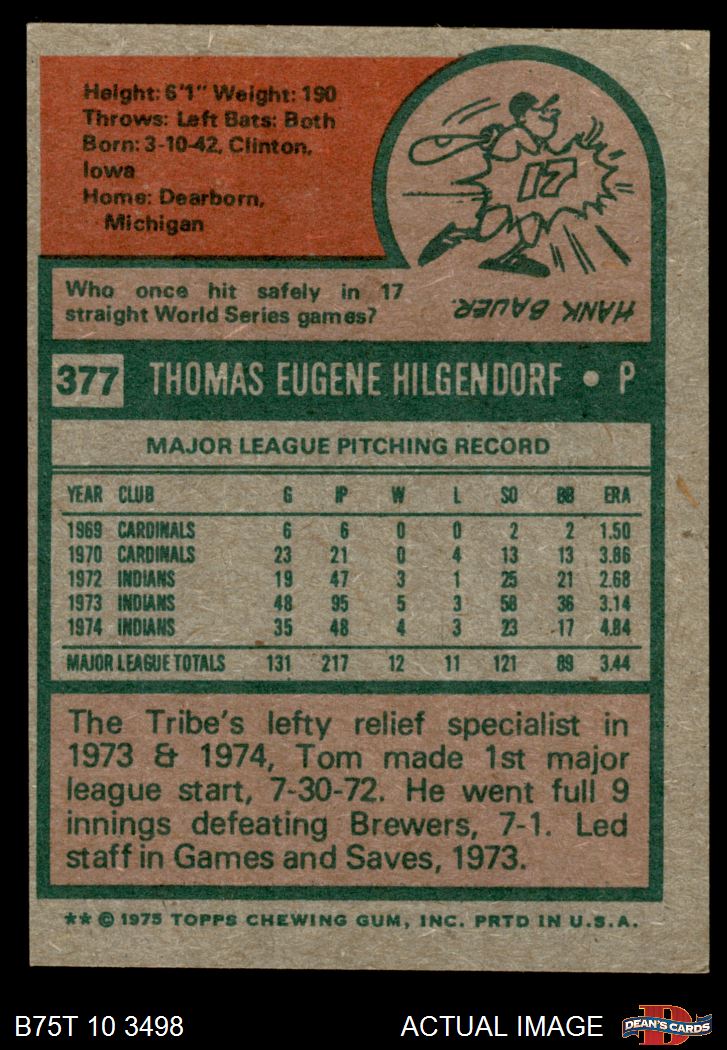 Height: 6'1" Weight: 190
Throws: Left Bats: Both
Born: 3-10-42, Clinton,
Iowa
Home: Dearborn,
Michigan
17
Who once hit safely in 17
straight World Series games?
HANK BAUER.
377 THOMAS EUGENE HILGENDORF • P
MAJOR LEAGUE PITCHING RECORD
YEAR CLUB G IP W L SO BB ERA
1969 CARDINALS 6 6 0 0 2 2 1.50
1970 CARDINALS 23 21 0 4 13 13 3.86
1972 INDIANS 19 47 3 1 25 21 2.68
1973 INDIANS 48 95 5 3 58 36 3.14
1974 INDIANS 35 48 4 3 23 17 4.84
MAJOR LEAGUE TOTALS 131 217 12 11 121 89 3.44
The Tribe's lefty relief specialist in
1973 & 1974, Tom made 1st major
league start, 7-30-72. He went full 9
innings defeating Brewers, 7-1. Led
staff in Games and Saves, 1973.
** © 1975 TOPPS CHEWING GUM, INC. PRTD IN U.S.A.
B75T 10 3498 ACTUAL IMAGE
D
DEAN'S CARDS